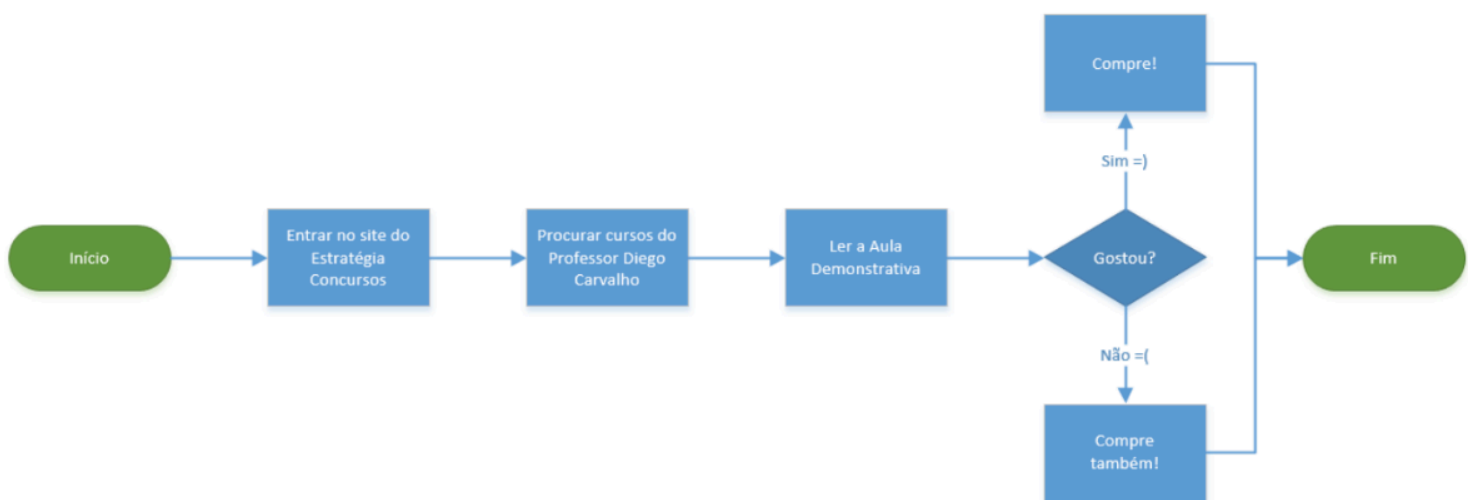 Início
Entrar no site do
Estratégia
Concursos
Procurar cursos do
Professor Diego
Carvalho
Ler a Aula
Demonstrativa
Gostou?
Sim =)
Compre!
Não =(
Compre
também!
Fim